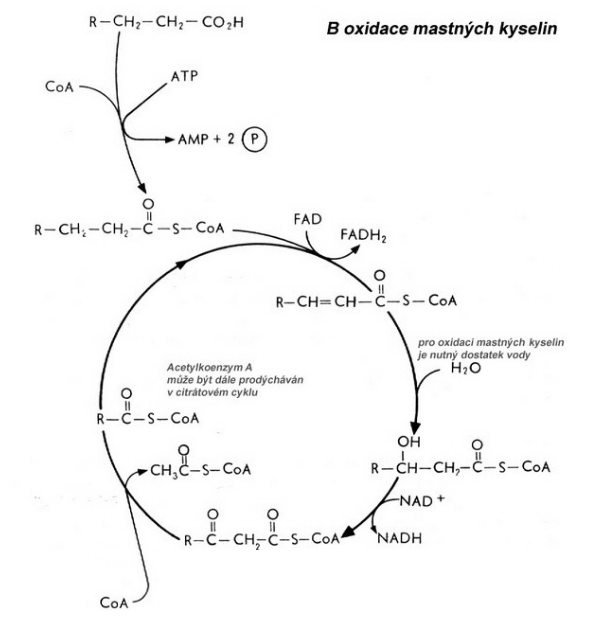 R–CH₂–CH₂–CO₂H
B oxidace mastných kyselin
CoA
ATP
AMP + 2 P
O
R–CH₂–CH₂–C–S–CoA
FAD
FADH₂
O
R–CH=CH–C–S–CoA
pro oxidaci mastných kyselin
je nutný dostatek vody
H₂O
Acetylkoenzym A
může být dále prodýcháván
v citrátovém cyklu
O
R–C–S–CoA
OH
O
R–CH–CH₂–C–S–CoA
O
CH₃C–S–CoA
NAD +
NADH
O
O
R–C–CH₂–C–S–CoA
CoA